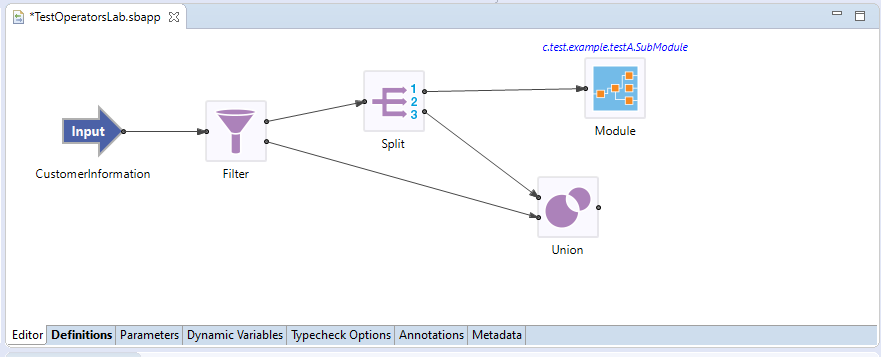 *TestOperatorsLab.sbapp
c.test.example.testA.SubModule
1
2
3
Input
Module
Split
CustomerInformation
Filter
Union
Editor Definitions Parameters Dynamic Variables Typecheck Options Annotations Metadata